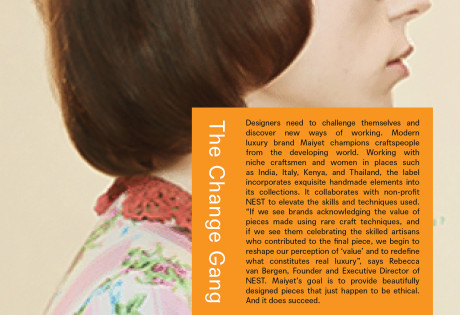 The Change Gang
Designers need to challenge themselves and
discover new ways of working. Modern
luxury brand Maiyet champions craftspeople
from the developing world. Working with
niche craftsmen and women in places such
as India, Italy, Kenya, and Thailand, the label
incorporates exquisite handmade elements into
its collections. It collaborates with non-profit
NEST to elevate the skills and techniques used.
“If we see brands acknowledging the value of
pieces made using rare craft techniques, and
if we see them celebrating the skilled artisans
who contributed to the final piece, we begin to
reshape our perception of ‘value’ and to redefine
what constitutes real luxury”, says Rebecca
van Bergen, Founder and Executive Director of
NEST. Maiyet’s goal is to provide beautifully
designed pieces that just happen to be ethical.
And it does succeed.